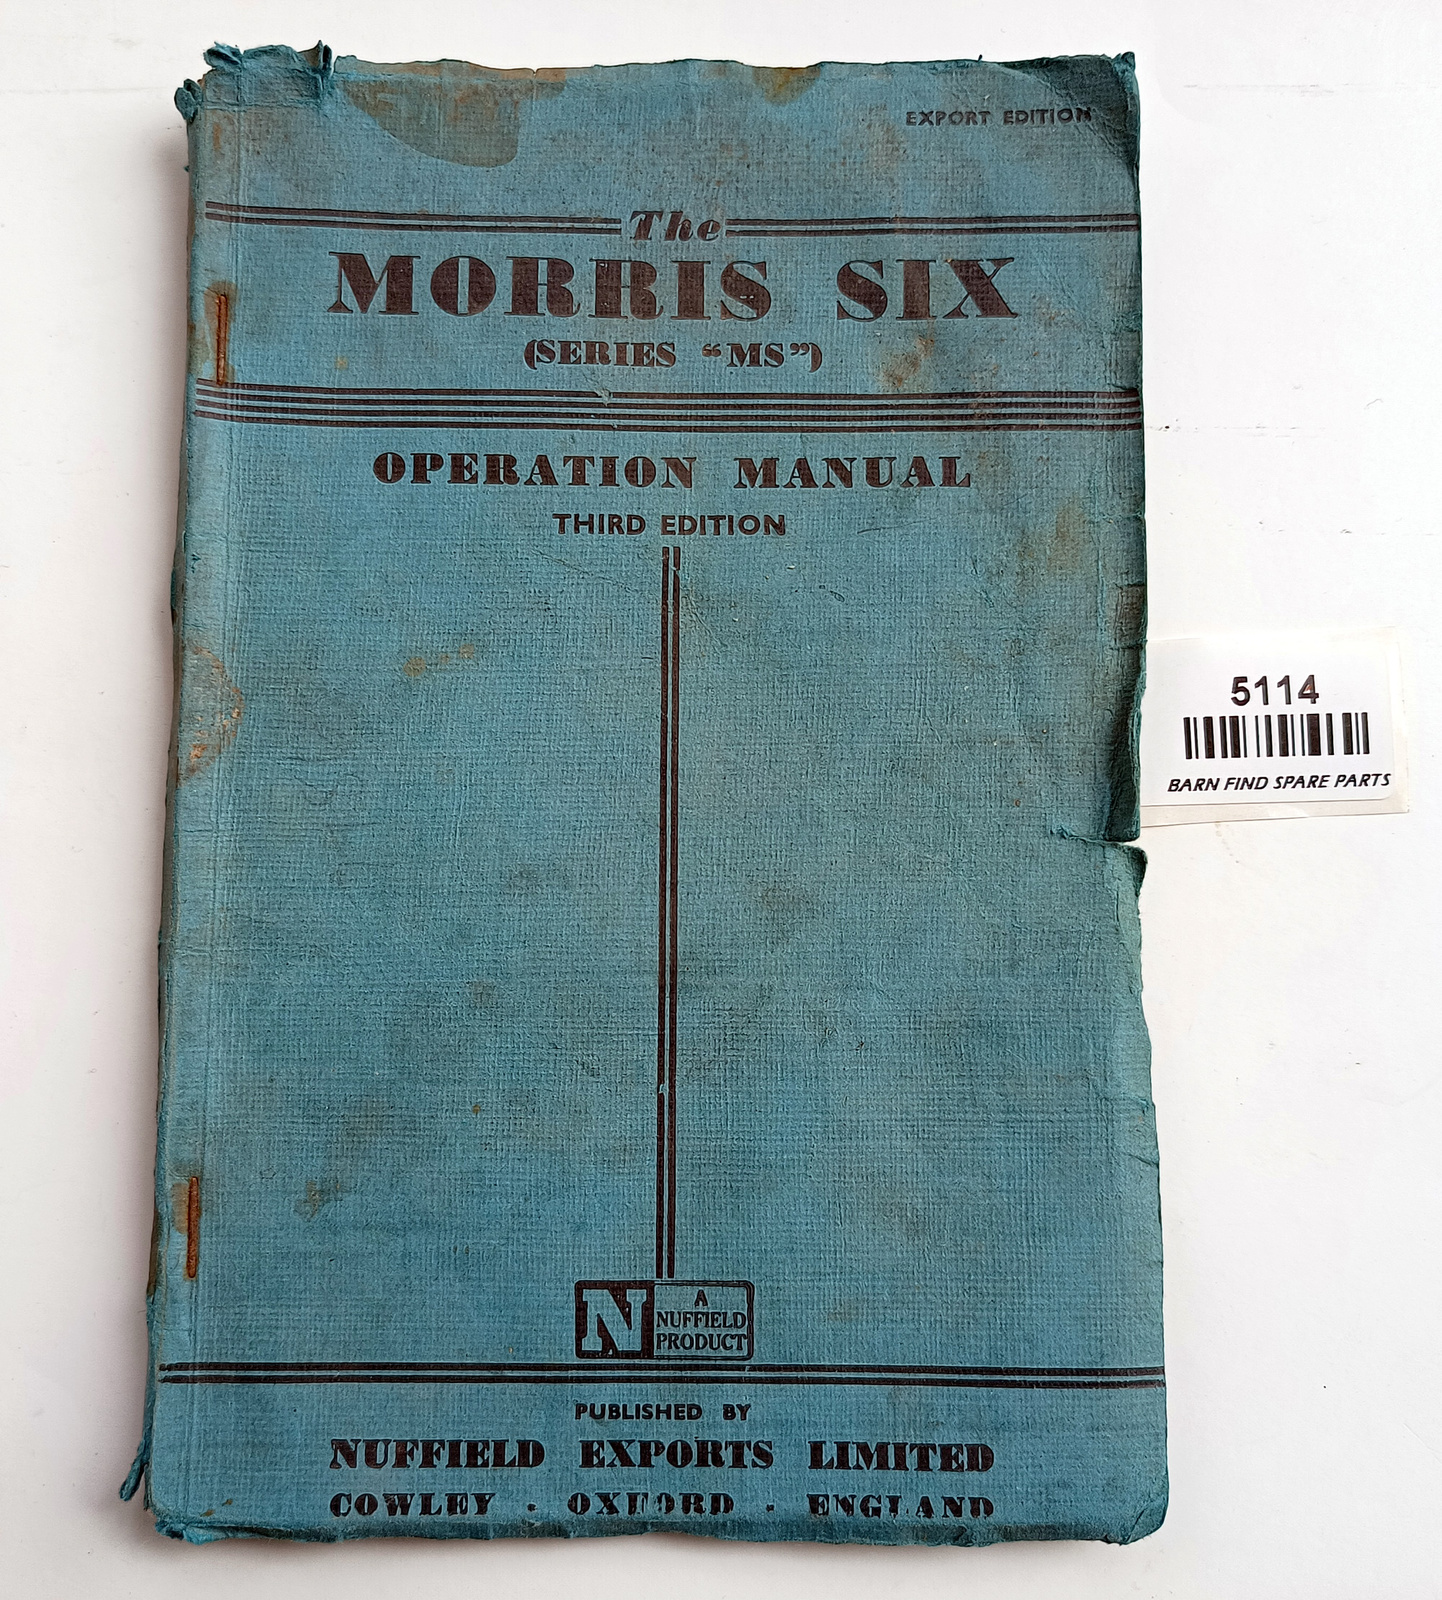 EXPORT EDITION
The
MORRIS SIX
(SERIES “MS”)
OPERATION MANUAL
THIRD EDITION
5114
BARN FIND SPARE PARTS
N
A
NUFFIELD
PRODUCT
PUBLISHED BY
NUFFIELD EXPORTS LIMITED
COWLEY · OXFORD · ENGLAND